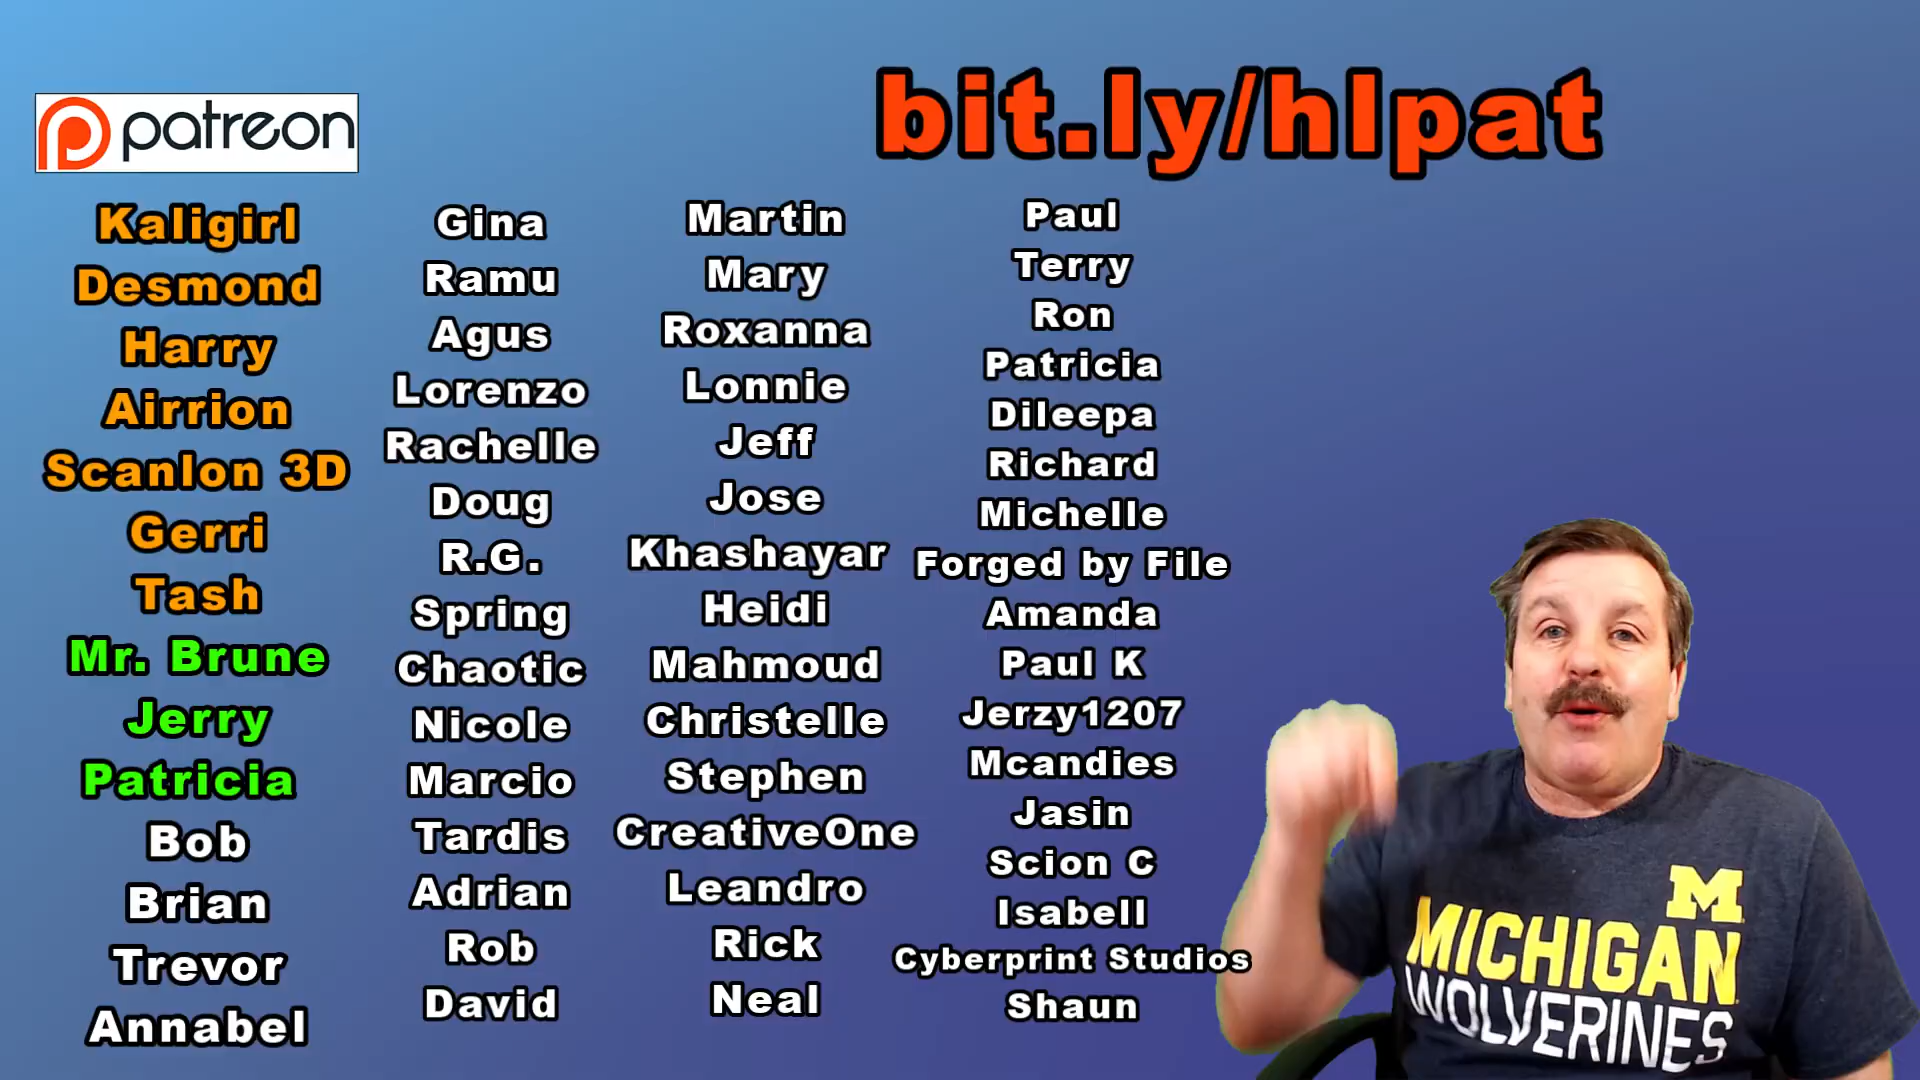 patreon
bit.ly/hlpat
Kaligirl
Desmond
Harry
Airrion
Scanlon 3D
Gerri
Tash
Mr. Brune
Jerry
Patricia
Bob
Brian
Trevor
Annabel
Gina
Ramu
Agus
Lorenzo
Rachelle
Doug
R.G.
Spring
Chaotic
Nicole
Marcio
Tardis
Adrian
Rob
David
Martin
Mary
Roxanna
Lonnie
Jeff
Jose
Khashayar
Heidi
Mahmoud
Christelle
Stephen
CreativeOne
Leandro
Rick
Neal
Paul
Terry
Ron
Patricia
Dileepa
Richard
Michelle
Forged by File
Amanda
Paul K
Jerzy1207
Mcandies
Jasin
Scion C
Isabell
Cyberprint Studios
Shaun
M
MICHIGAN
WOLVERINES